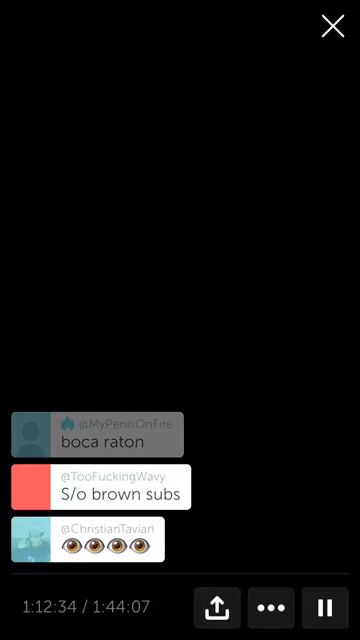 @MyPenisOnFire
boca raton
@TooFuckingWavy
S/o brown subs
@ChristianTavian
👁👁👁👁
1:12:34 / 1:44:07